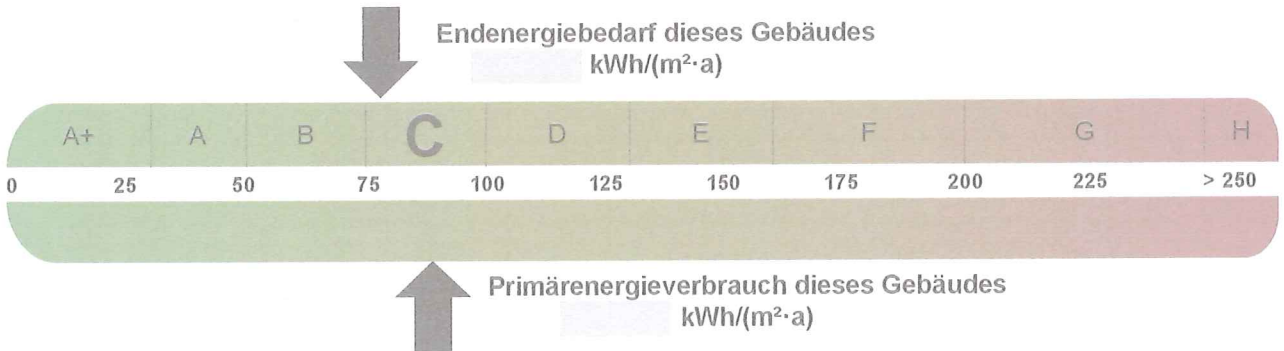 Endenergiebedarf dieses Gebäudes
kWh/(m²·a)
A+ A B C D E F G H
0 25 50 75 100 125 150 175 200 225 > 250
Primärenergieverbrauch dieses Gebäudes
kWh/(m²·a)